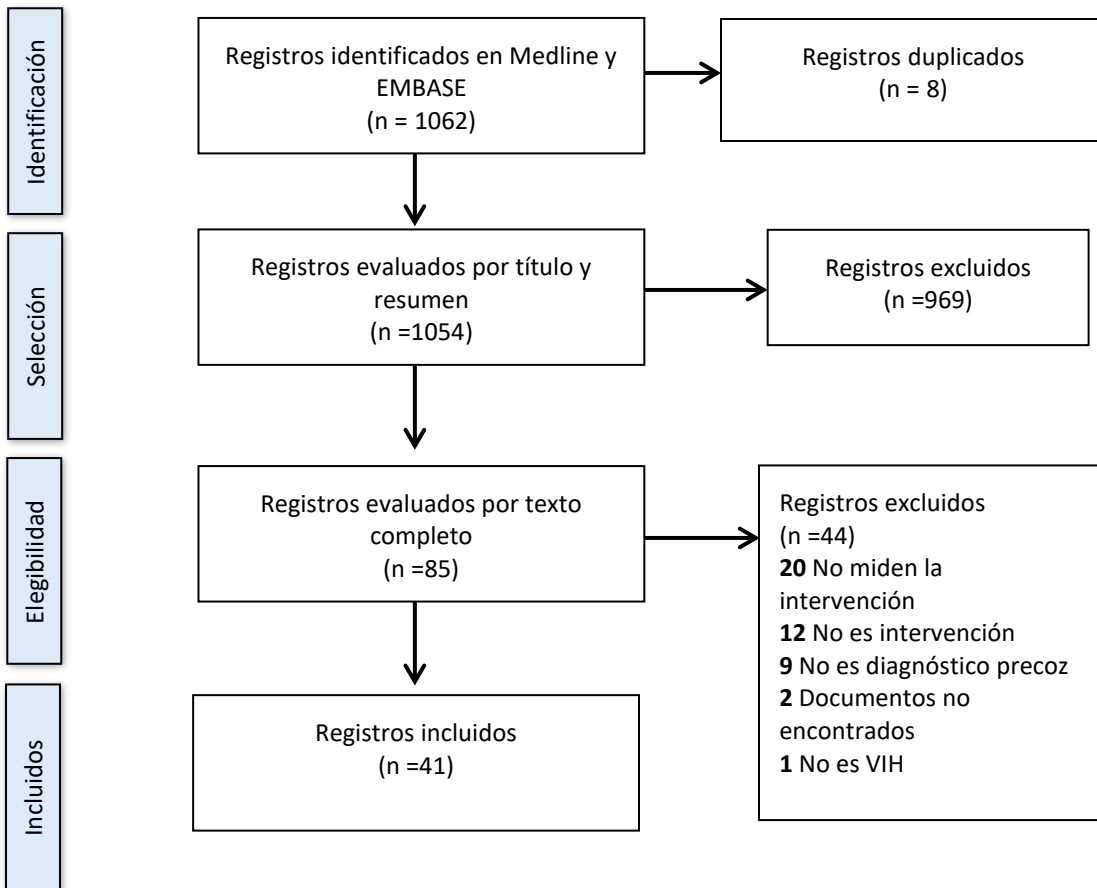 Identificación
Registros identificados en Medline y
EMBASE
(n = 1062)
Registros duplicados
(n = 8)
Selección
Registros evaluados por título y
resumen
(n =1054)
Registros excluidos
(n =969)
Elegibilidad
Registros evaluados por texto
completo
(n =85)
Registros excluidos
(n =44)
20 No miden la
intervención
12 No es intervención
9 No es diagnóstico precoz
2 Documentos no
encontrados
1 No es VIH
Incluidos
Registros incluidos
(n =41)